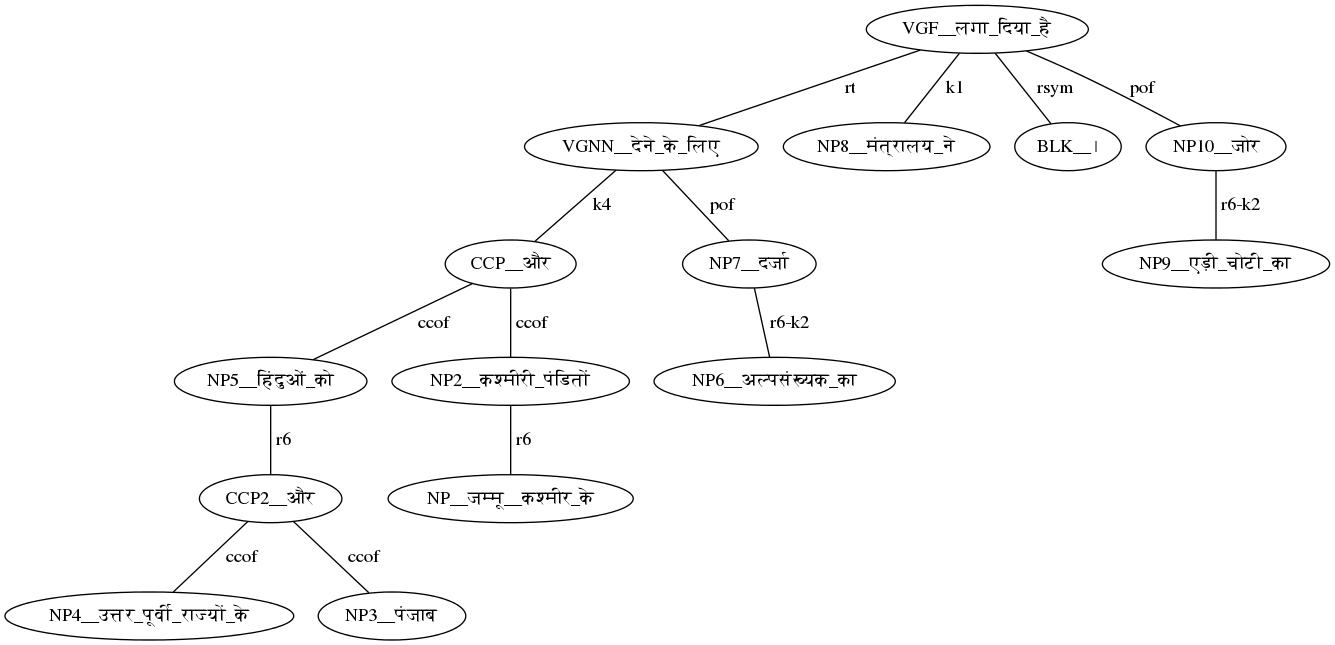 VGF__लगा_दिया_है
rt k1 rsym pof
VGNN__देने_के_लिए NP8__मंत्रालय_ने BLK__। NP10__जोर
k4 pof r6-k2
CCP__और NP7__दर्जा NP9__एड़ी_चोटी_का
ccof ccof r6-k2
NP5__हिंदुओं_को NP2__कश्मीरी_पंडितों NP6__अल्पसंख्यक_का
r6 r6
CCP2__और NP__जम्मू__कश्मीर_के
ccof ccof
NP4__उत्तर_पूर्वी_राज्यों_के NP3__पंजाब